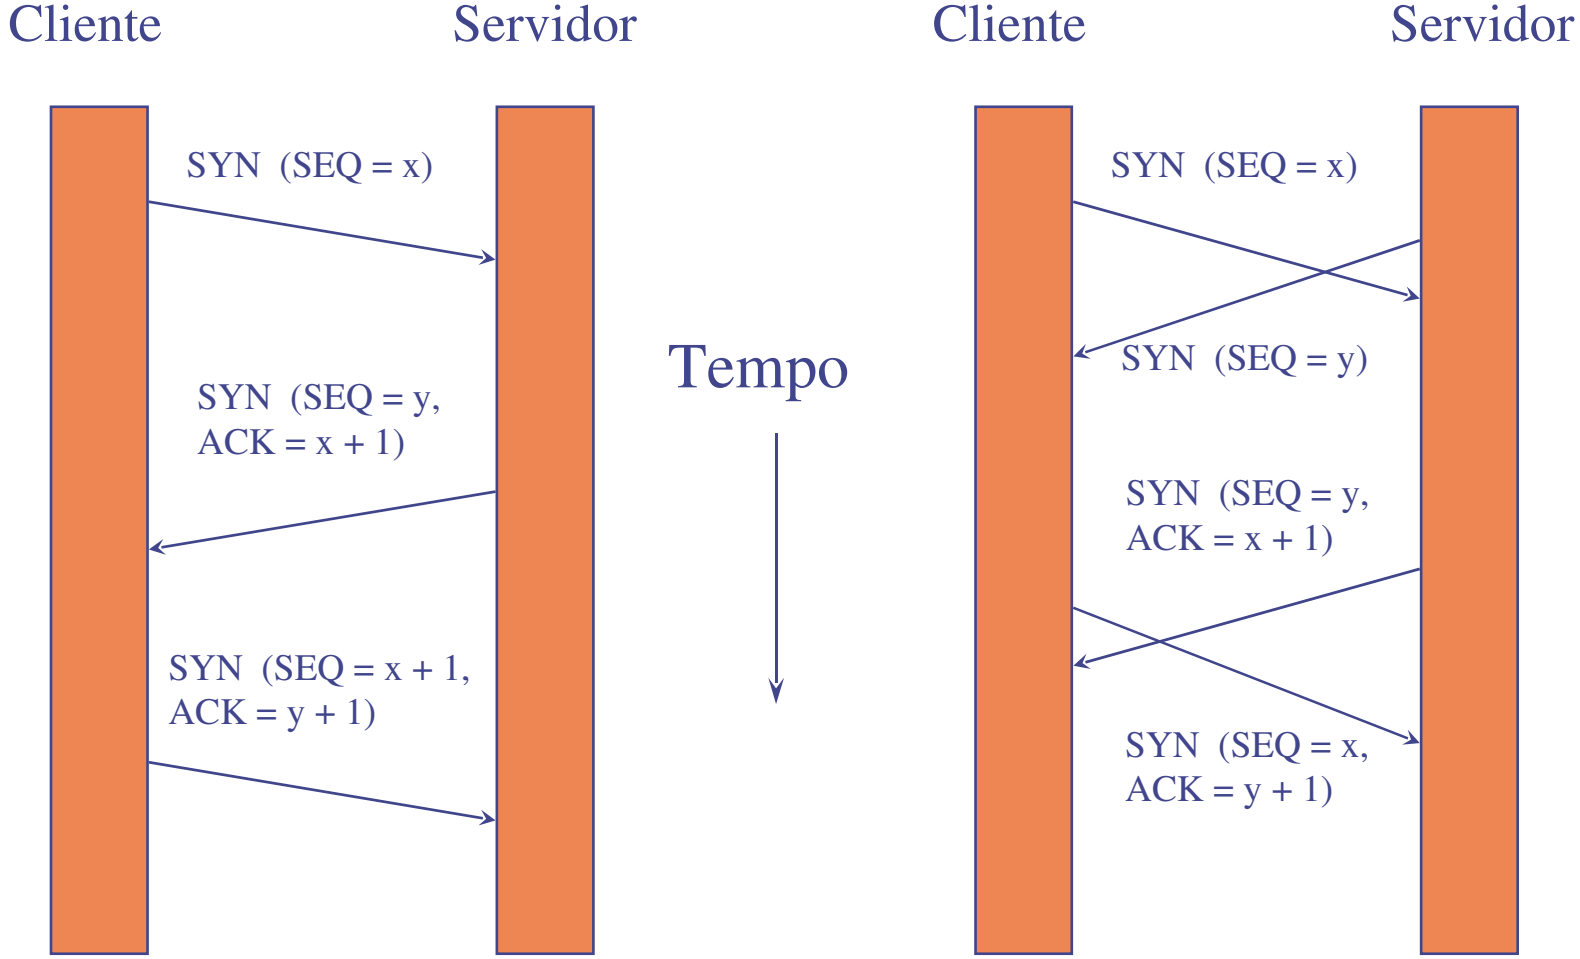 Cliente
Servidor
SYN (SEQ = x)
SYN (SEQ = y,
ACK = x + 1)
SYN (SEQ = x + 1,
ACK = y + 1)
Tempo
Cliente
Servidor
SYN (SEQ = x)
SYN (SEQ = y)
SYN (SEQ = y,
ACK = x + 1)
SYN (SEQ = x,
ACK = y + 1)